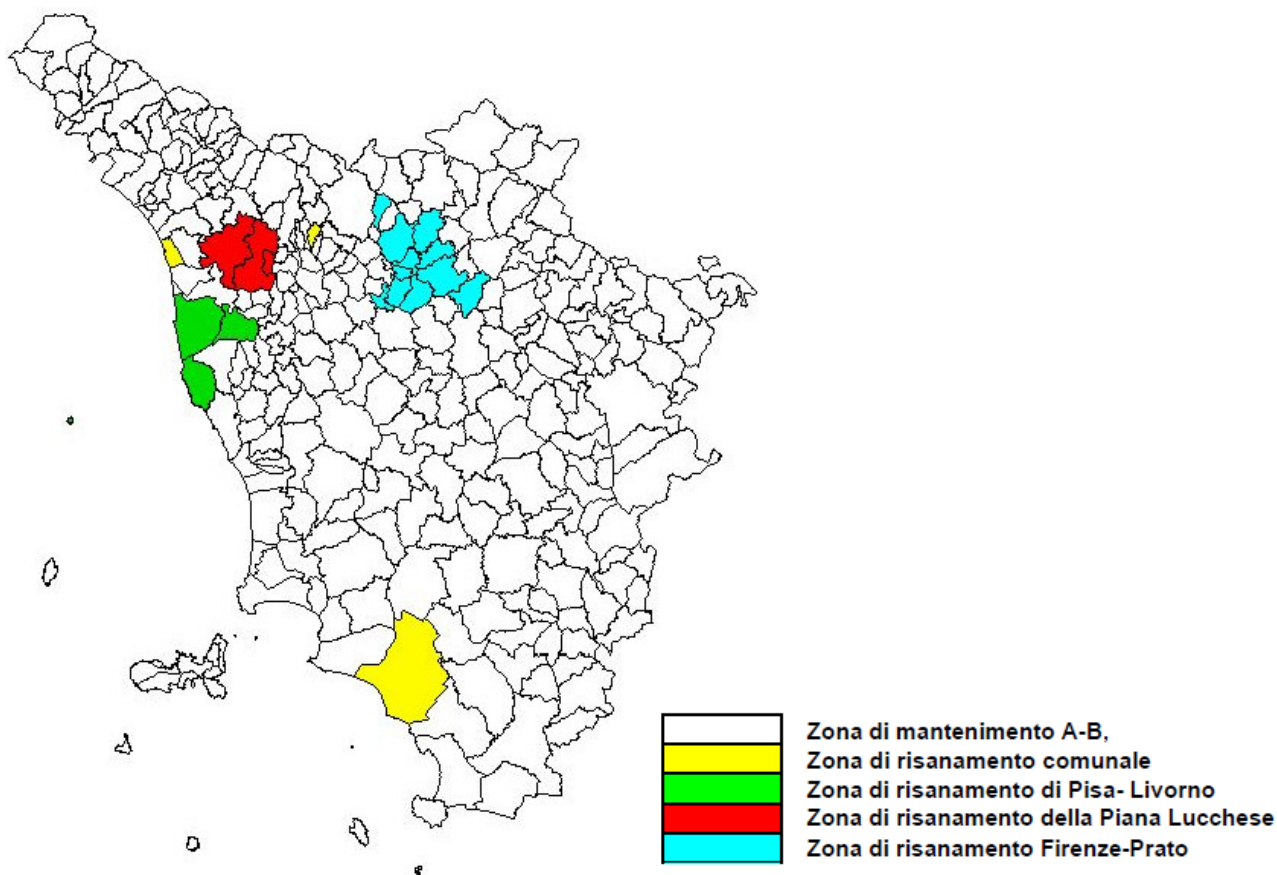 Zona di mantenimento A-B,
Zona di risanamento comunale
Zona di risanamento di Pisa- Livorno
Zona di risanamento della Piana Lucchese
Zona di risanamento Firenze-Prato